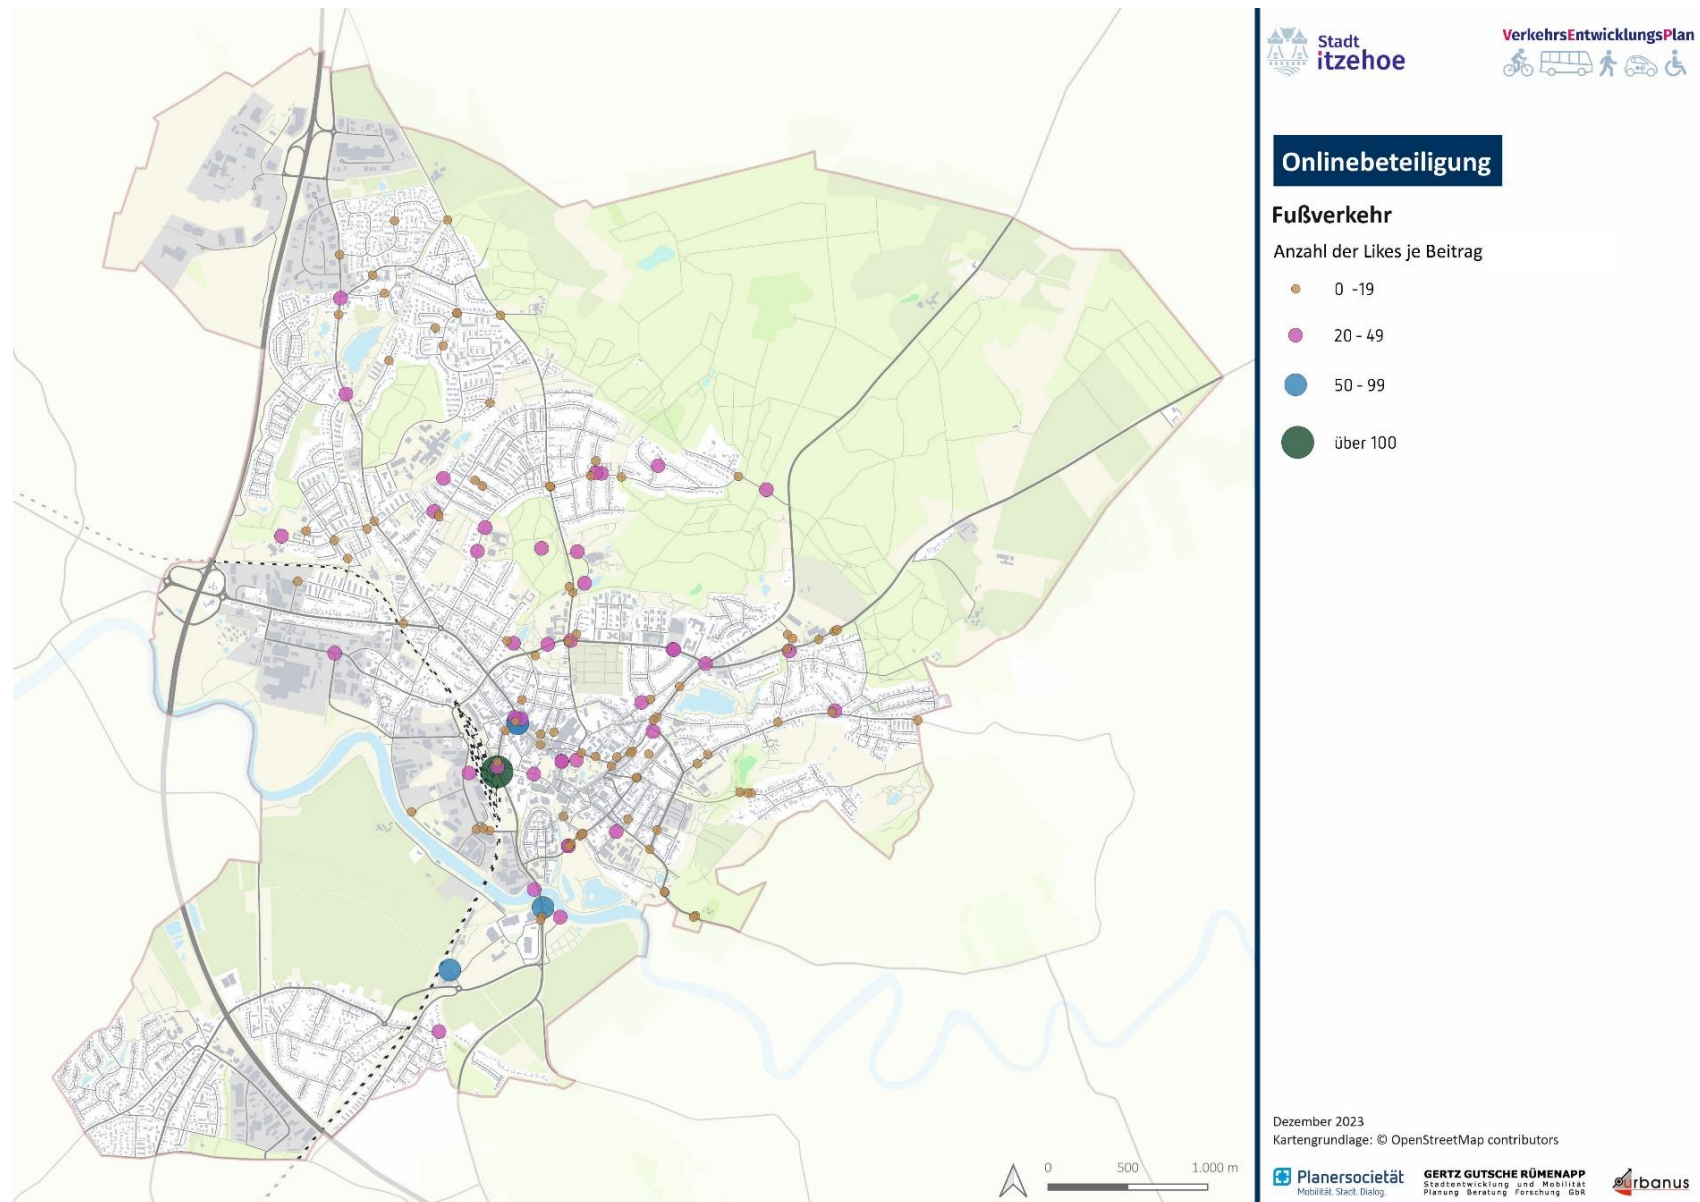 Stadt
itzehoe
VerkehrsEntwicklungsPlan
Onlinebeteiligung
Fußverkehr
Anzahl der Likes je Beitrag
0 -19
20 - 49
50 - 99
über 100
Dezember 2023
Kartengrundlage: © OpenStreetMap contributors
0 500 1.000 m
Planersocietät
Mobilität. Stadt. Dialog.
GERTZ GUTSCHE RÜMENAPP
Stadtentwicklung und Mobilität
Planung Beratung Forschung GbR
urbanus